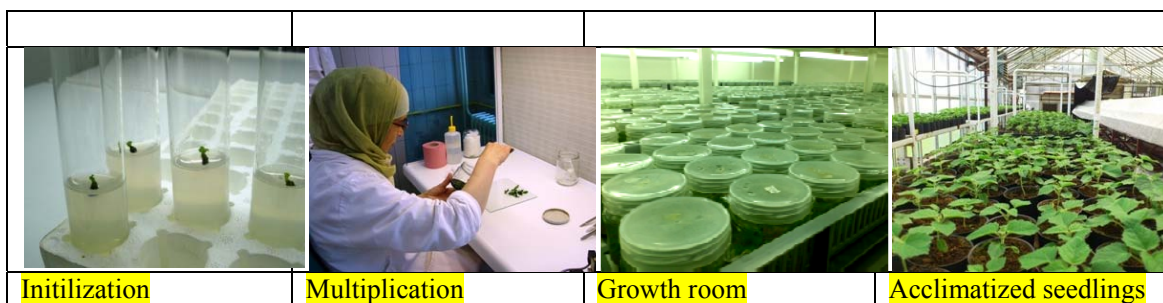 Initilization
Multiplication
Growth room
Acclimatized seedlings